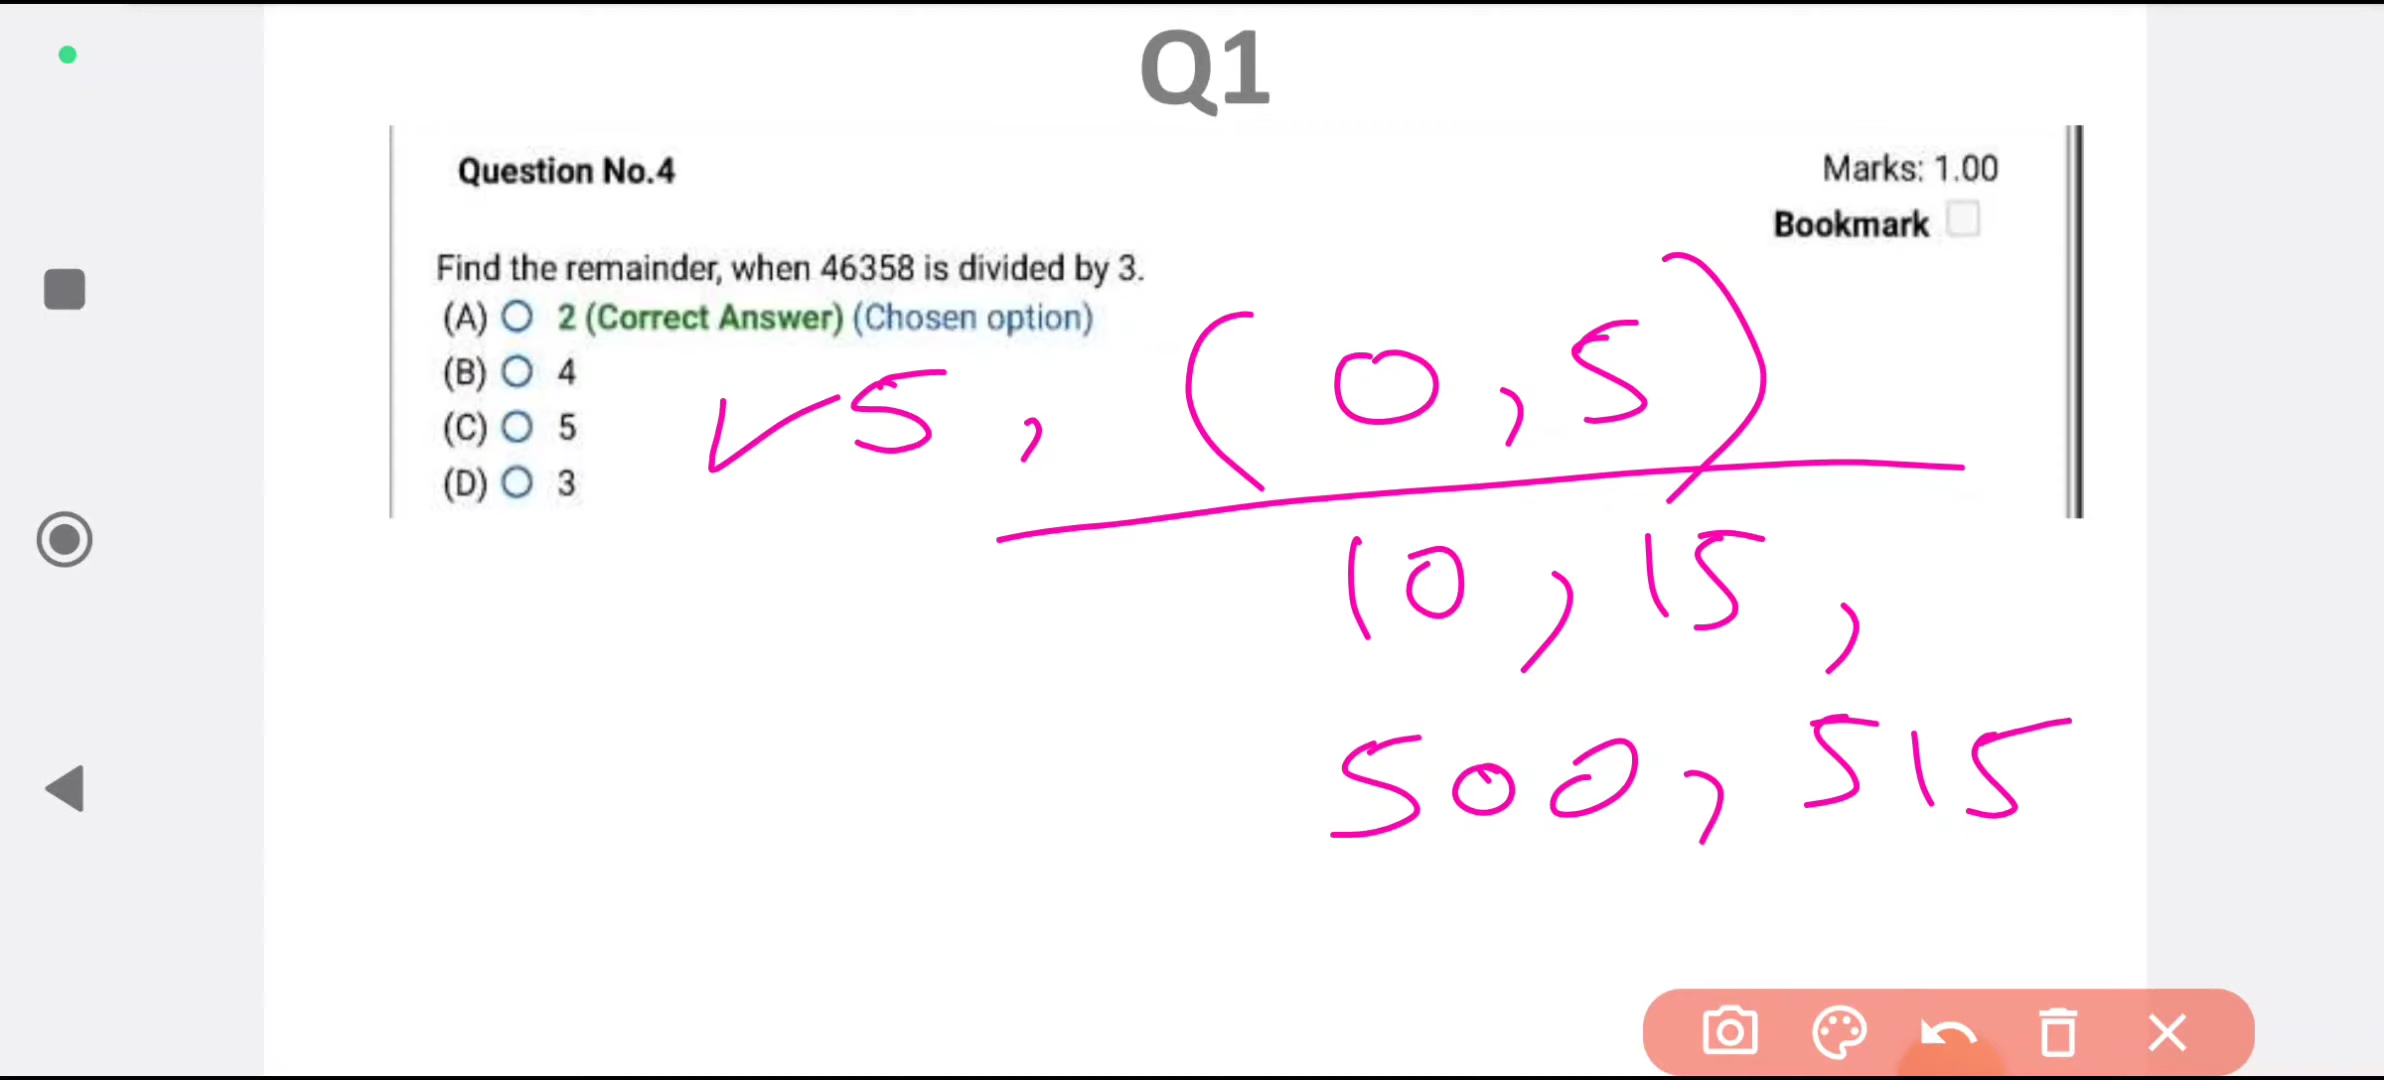 Q1
Question No.4
Marks: 1.00
Bookmark
Find the remainder, when 46358 is divided by 3.
(A) 2 (Correct Answer) (Chosen option)
(B) 4
(C) 5
(D) 3
✓5, (0,5)
10, 15,
500, 515